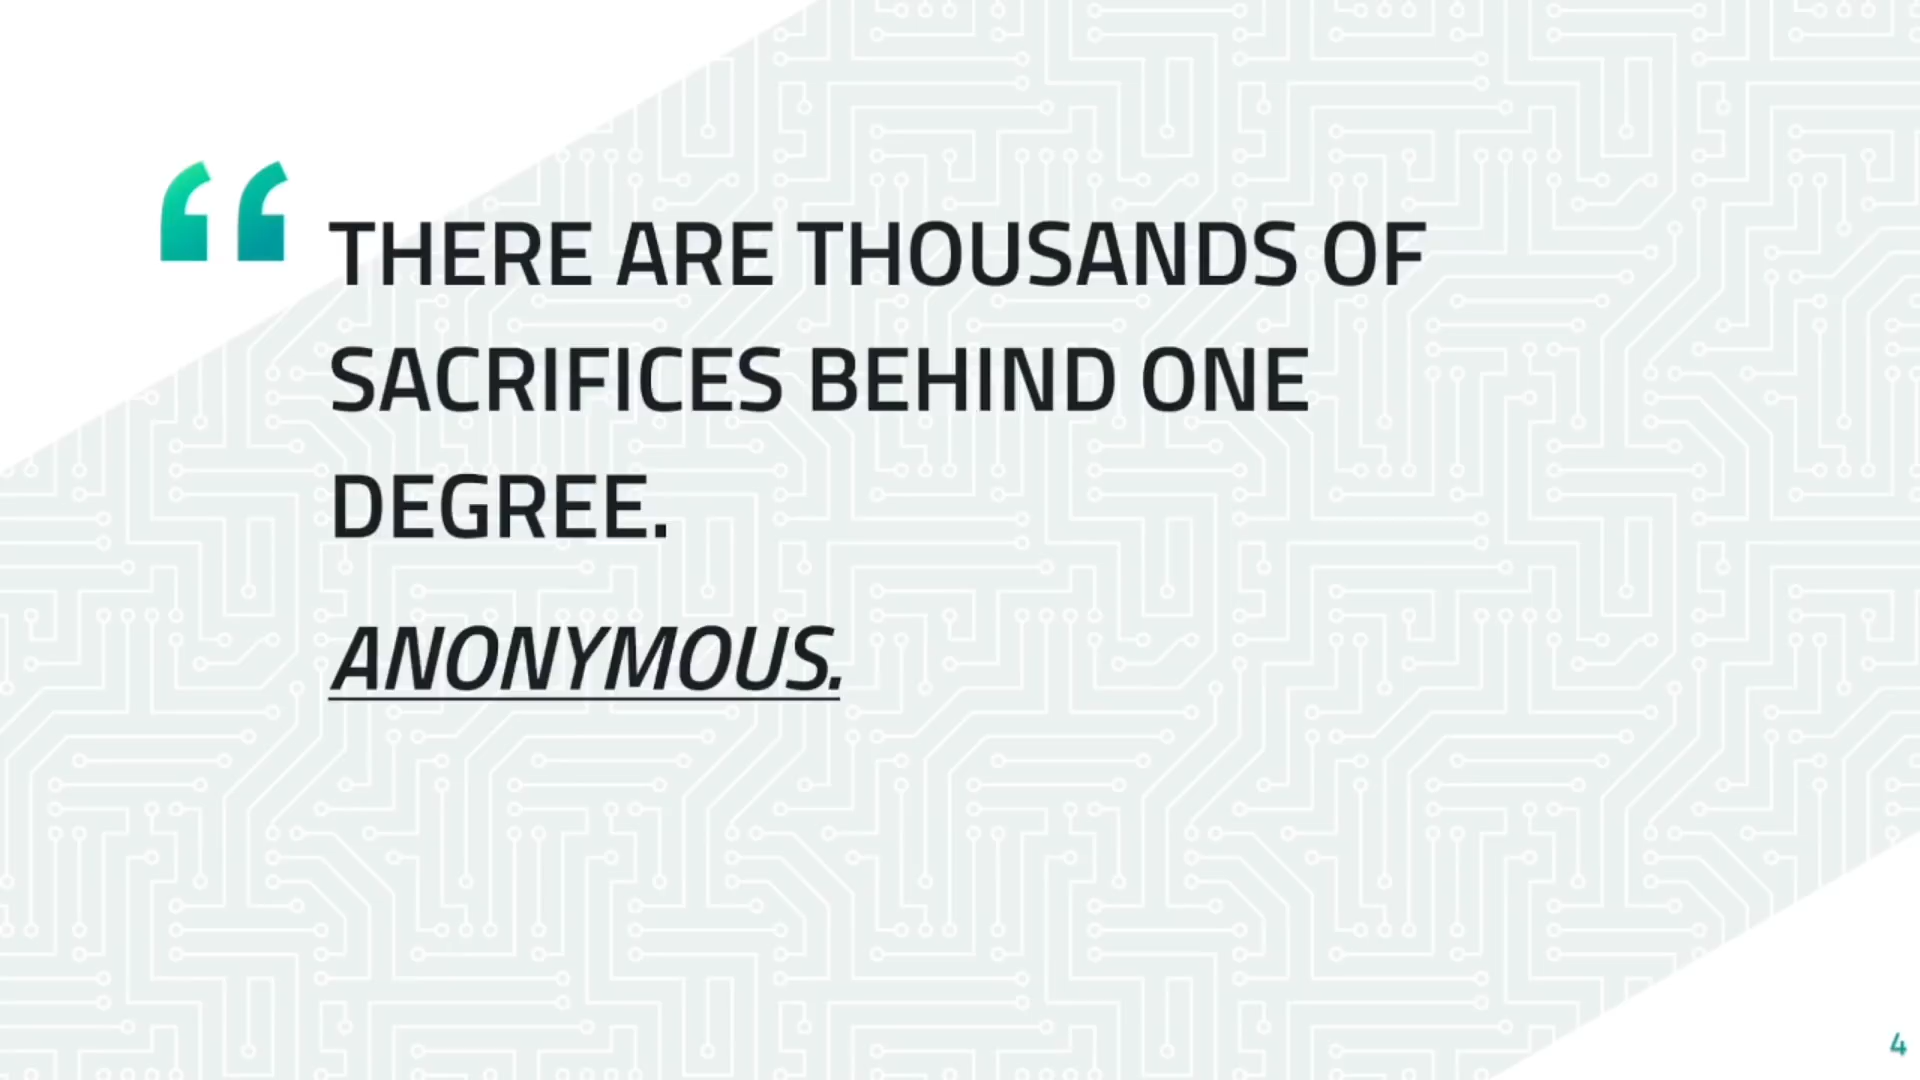 “
THERE ARE THOUSANDS OF
SACRIFICES BEHIND ONE
DEGREE.
ANONYMOUS.
4